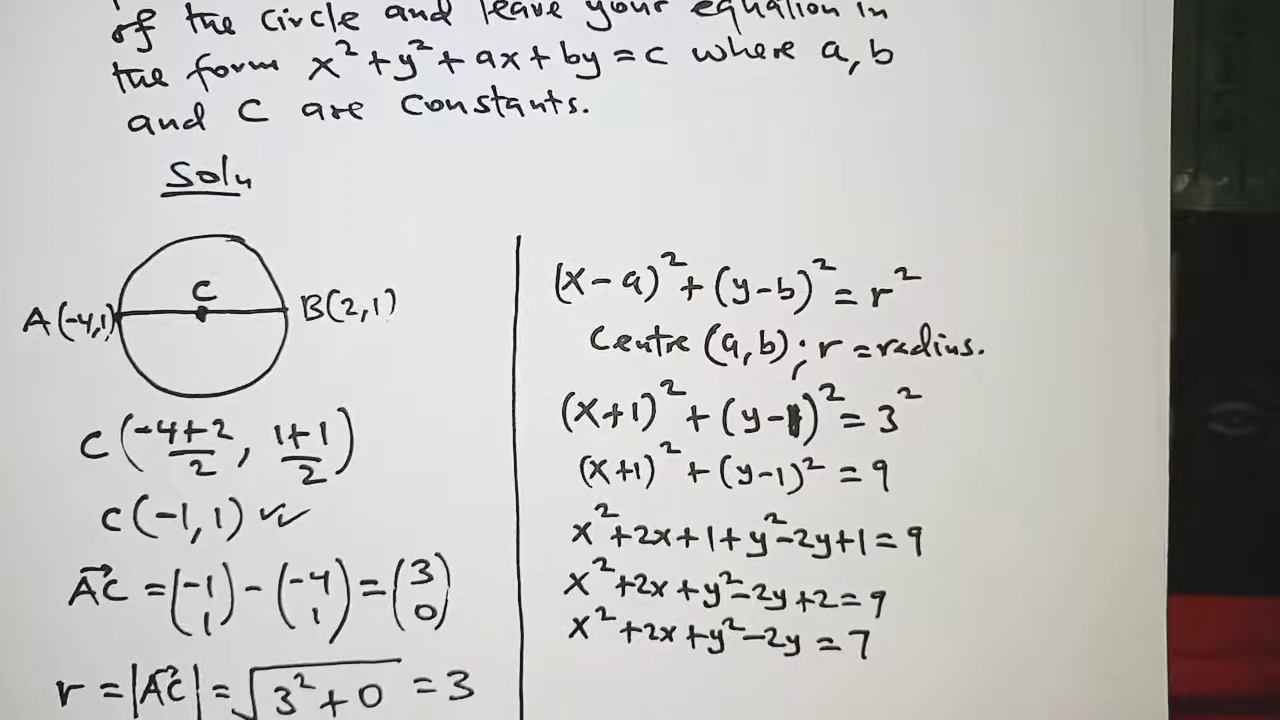 of the circle and leave your equation in
the form x²+y²+ax+by=c where a,b
and c are constants.
Soln
C
A(-4,1)
B(2,1)
C(-4+2/2, 1+1/2)
C(-1,1)✓✓
AC→ = (-1 1) - (-4 1) = (3 0)
r = |AC→| = √3²+0 = 3
(x-a)²+(y-b)²=r²
Centre (a,b); r=radius.
(x+1)²+(y-1)²=3²
(x+1)²+(y-1)²=9
x²+2x+1+y²-2y+1=9
x²+2x+y²-2y+2=9
x²+2x+y²-2y=7